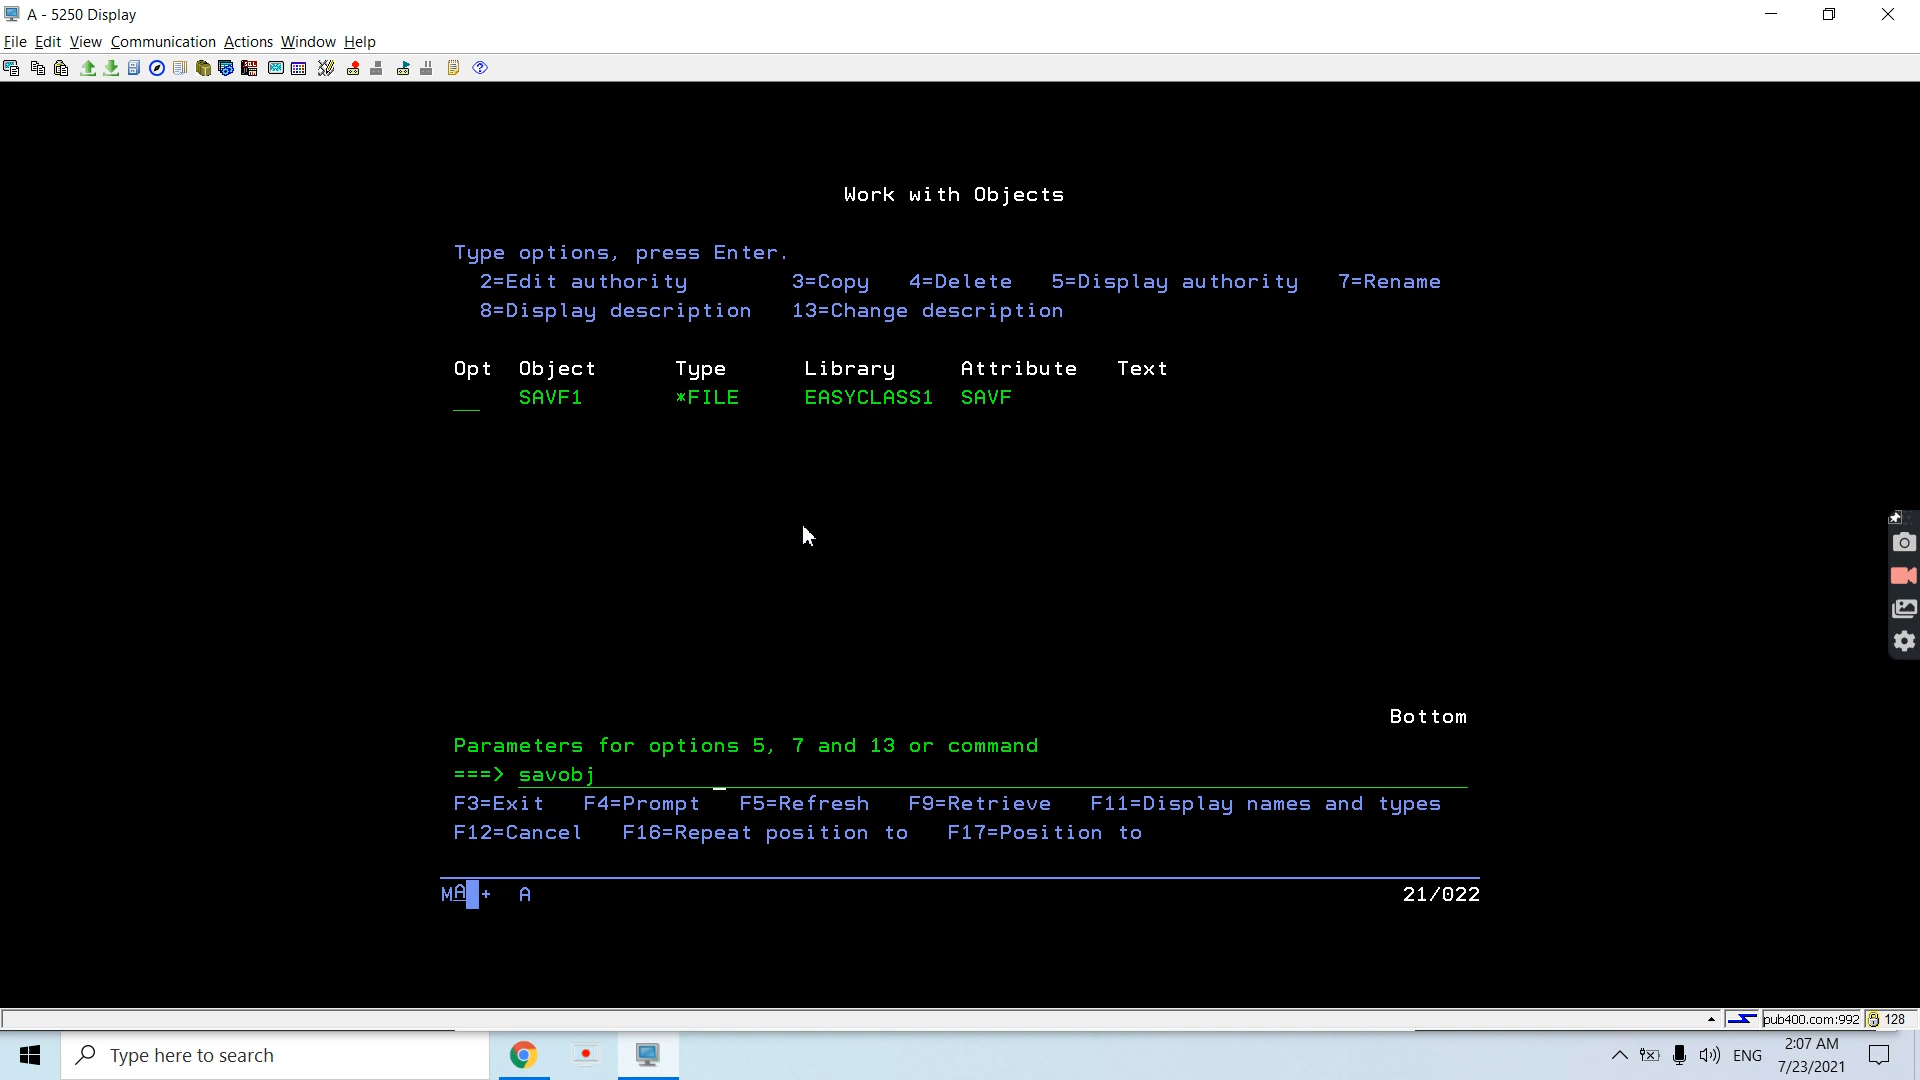 A - 5250 Display
File Edit View Communication Actions Window Help
Work with Objects
Type options, press Enter.
2=Edit authority 3=Copy 4=Delete 5=Display authority 7=Rename
8=Display description 13=Change description
Opt Object Type Library Attribute Text
SAVF1 *FILE EASYCLASS1 SAVF
Bottom
Parameters for options 5, 7 and 13 or command
===> savobj
F3=Exit F4=Prompt F5=Refresh F9=Retrieve F11=Display names and types
F12=Cancel F16=Repeat position to F17=Position to
MA + A 21/022
pub400.com:992 128
Type here to search
ENG
2:07 AM
7/23/2021